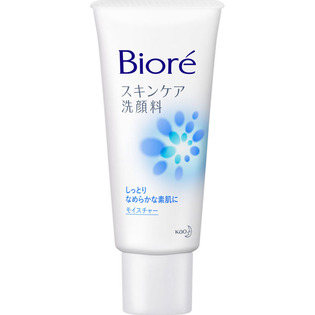 Bioré
スキンケア
洗顔料
しっとり
なめらかな素肌に
モイスチャー
Kao